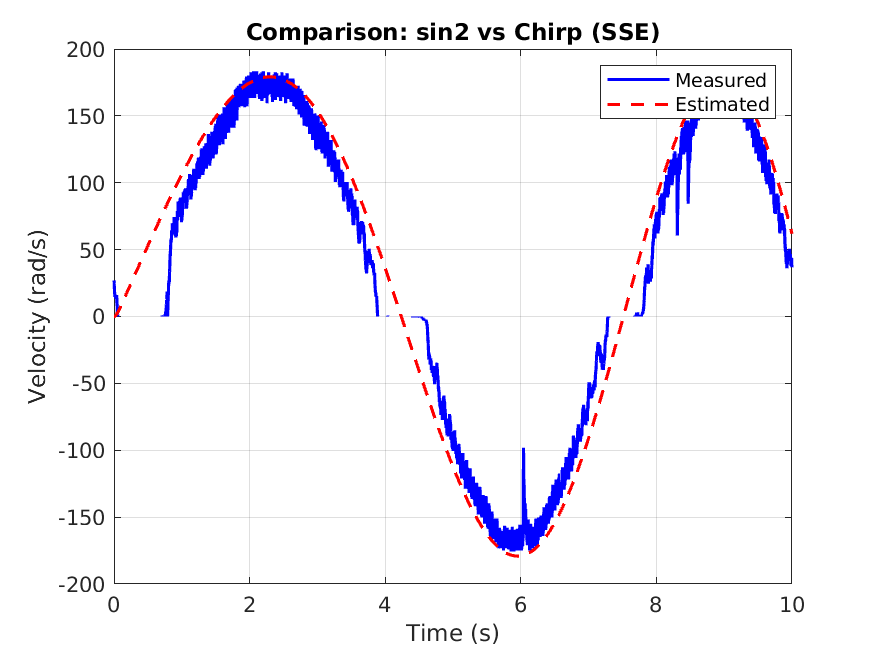 Comparison: sin2 vs Chirp (SSE)
Measured
Estimated
200
150
100
50
0
-50
-100
-150
-200
Velocity (rad/s)
0 2 4 6 8 10
Time (s)